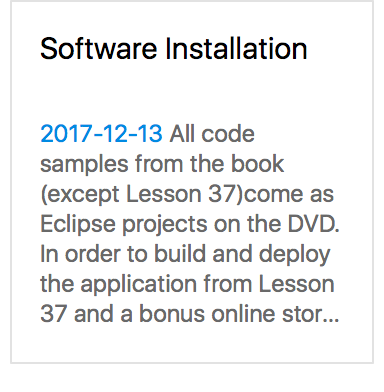 Software Installation
2017-12-13 All code
samples from the book
(except Lesson 37)come as
Eclipse projects on the DVD.
In order to build and deploy
the application from Lesson
37 and a bonus online stor...